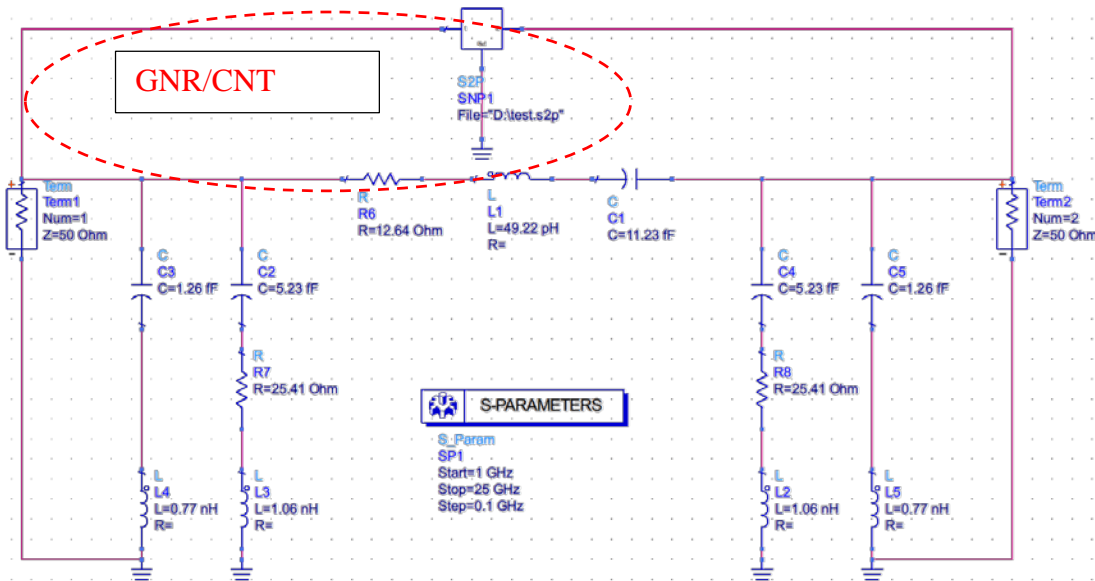 GNR/CNT
S2P
SNP1
File="D:\test.s2p"
Term
Term1
Num=1
Z=50 Ohm
R
R6
R=12.64 Ohm
L
L1
L=49.22 pH
R=
C
C1
C=11.23 fF
Term
Term2
Num=2
Z=50 Ohm
C
C3
C=1.26 fF
C
C2
C=5.23 fF
C
C4
C=5.23 fF
C
C5
C=1.26 fF
R
R7
R=25.41 Ohm
R
R8
R=25.41 Ohm
S-PARAMETERS
S_Param
SP1
Start=1 GHz
Stop=25 GHz
Step=0.1 GHz
L
L4
L=0.77 nH
R=
L
L3
L=1.06 nH
R=
L
L2
L=1.06 nH
R=
L
L5
L=0.77 nH
R=